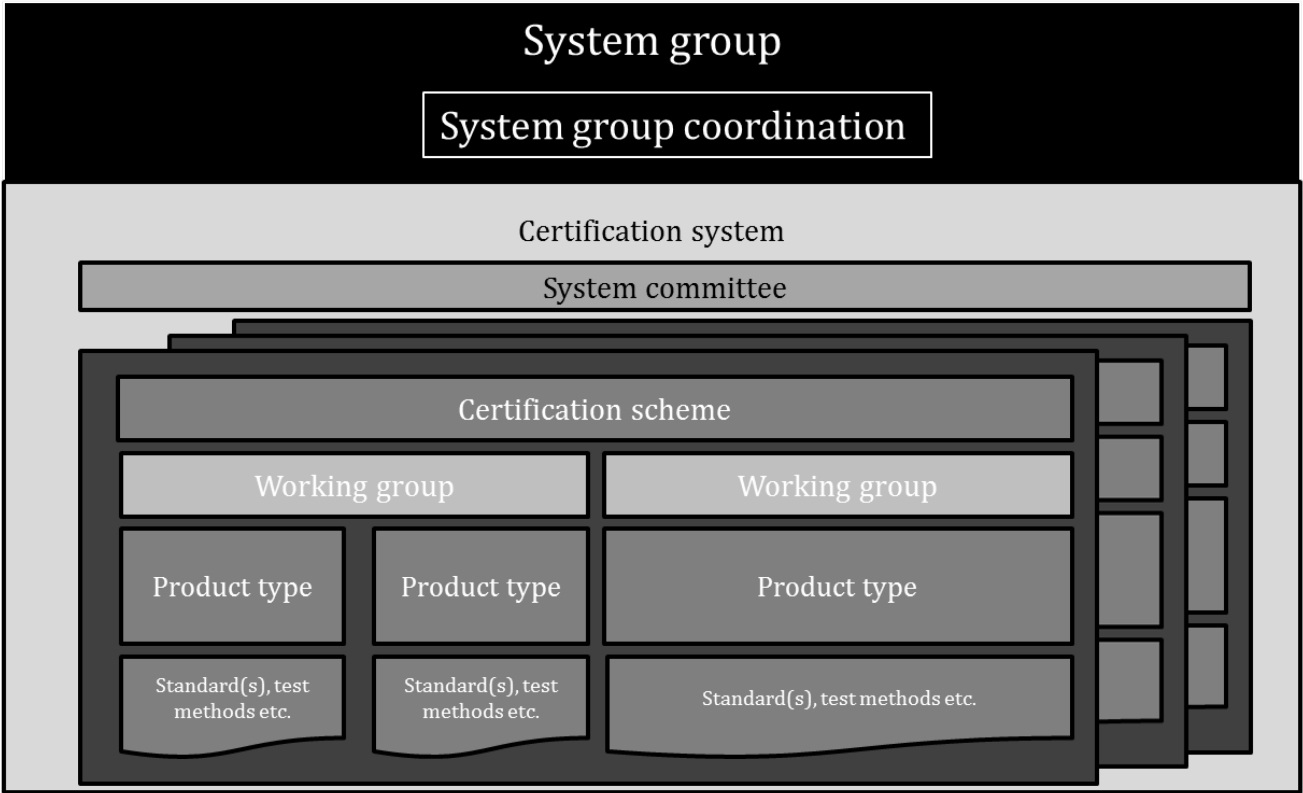 System group
System group coordination
Certification system
System committee
Certification scheme
Working group
Working group
Product type
Product type
Product type
Standard(s), test
methods etc.
Standard(s), test
methods etc.
Standard(s), test methods etc.